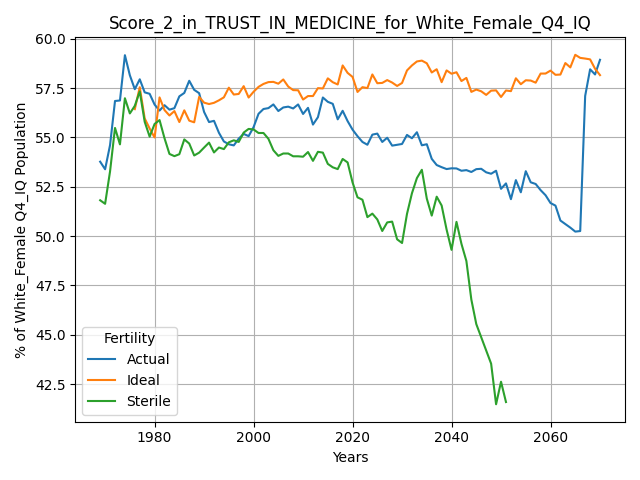 Score_2_in_TRUST_IN_MEDICINE_for_White_Female_Q4_IQ
% of White_Female Q4_IQ Population
60.0
57.5
55.0
52.5
50.0
47.5
45.0
42.5
Fertility
Actual
Ideal
Sterile
1980
2000
2020
2040
2060
Years